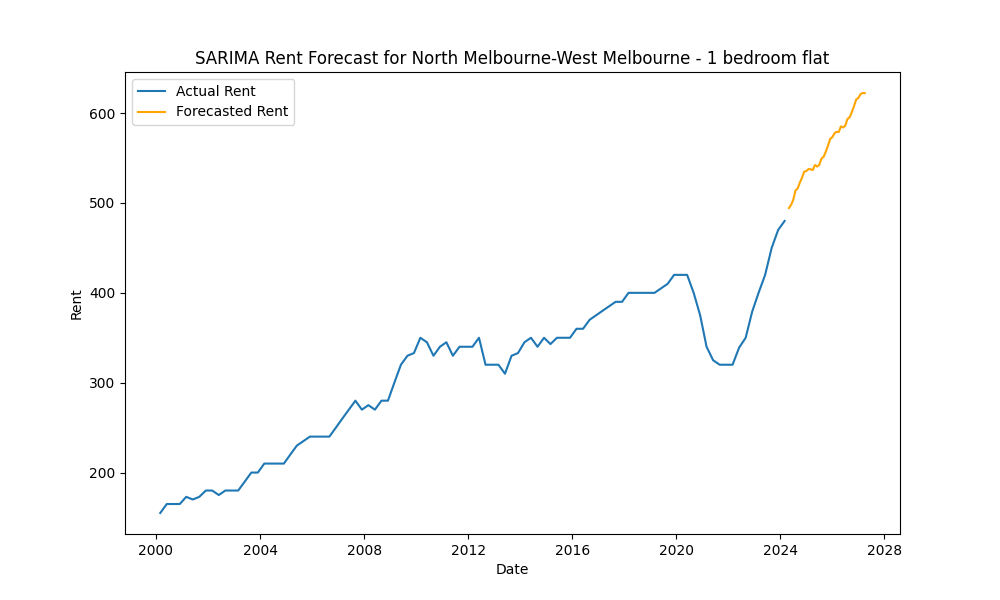 SARIMA Rent Forecast for North Melbourne-West Melbourne - 1 bedroom flat
Actual Rent
Forecasted Rent
600
500
400
300
200
Rent
2000 2004 2008 2012 2016 2020 2024 2028
Date